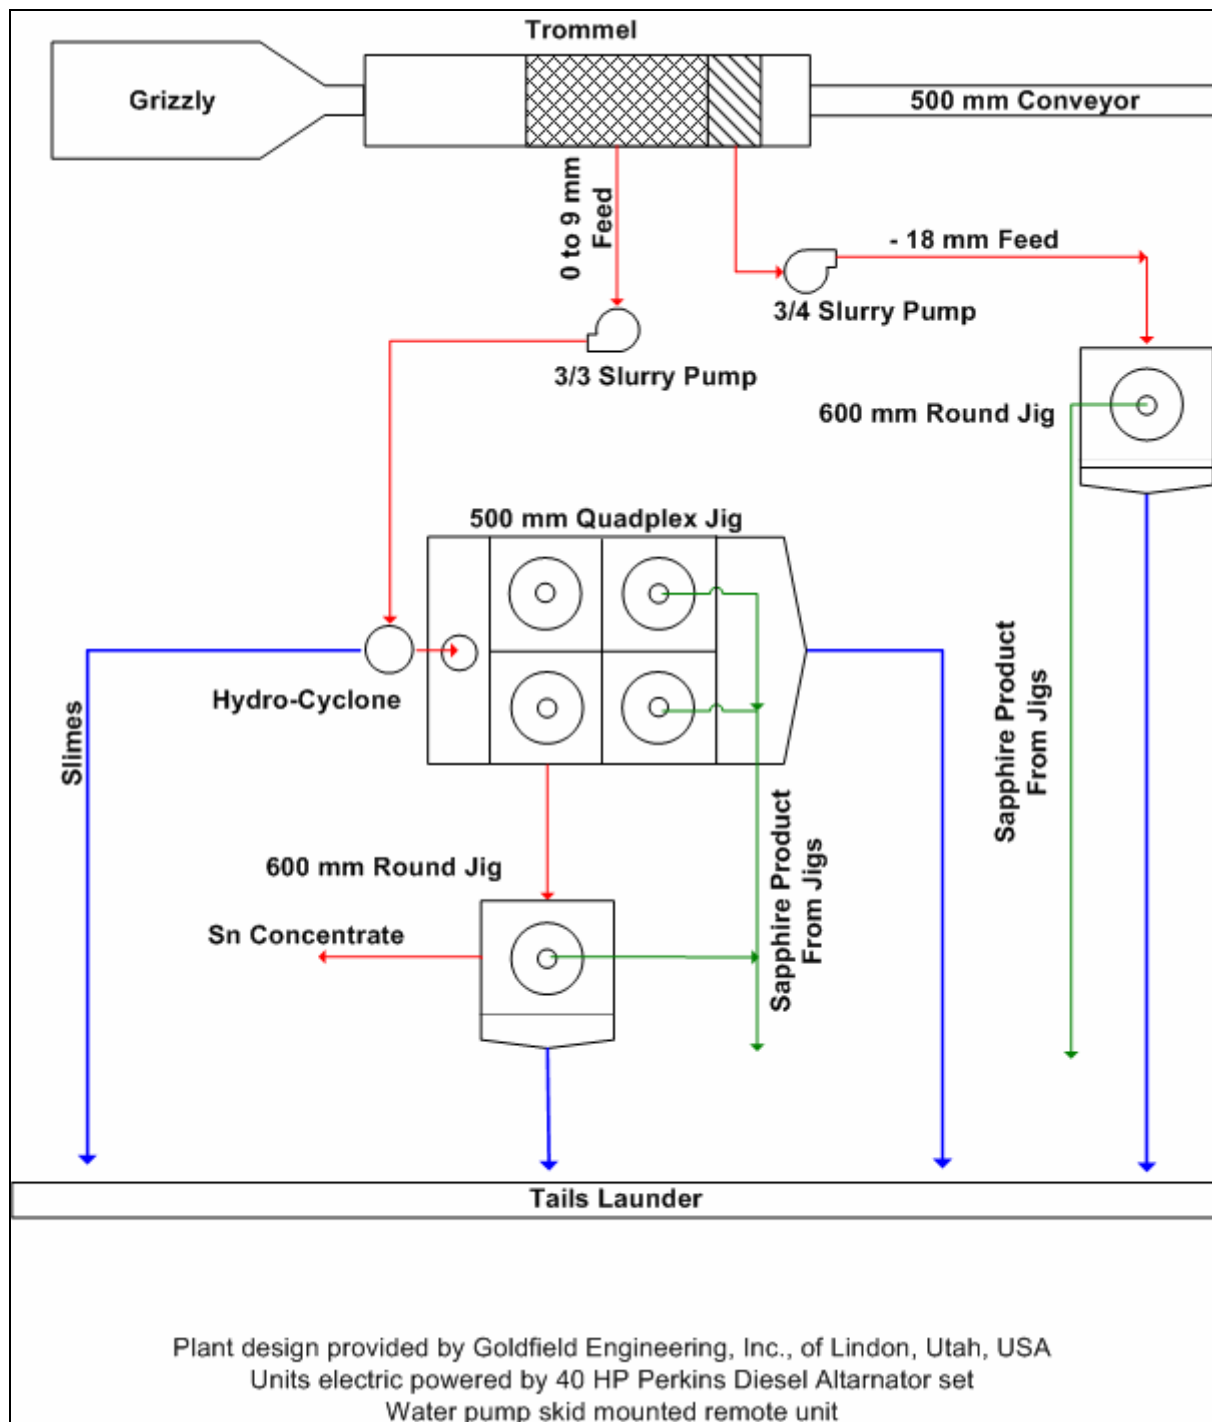 Trommel
Grizzly
500 mm Conveyor
0 to 9 mm
Feed
- 18 mm Feed
3/4 Slurry Pump
3/3 Slurry Pump
600 mm Round Jig
500 mm Quadplex Jig
Hydro-Cyclone
Slimes
Sapphire Product
From Jigs
Sapphire Product
From Jigs
600 mm Round Jig
Sn Concentrate
Tails Launder
Plant design provided by Goldfield Engineering, Inc., of Lindon, Utah, USA
Units electric powered by 40 HP Perkins Diesel Altarnator set
Water pump skid mounted remote unit